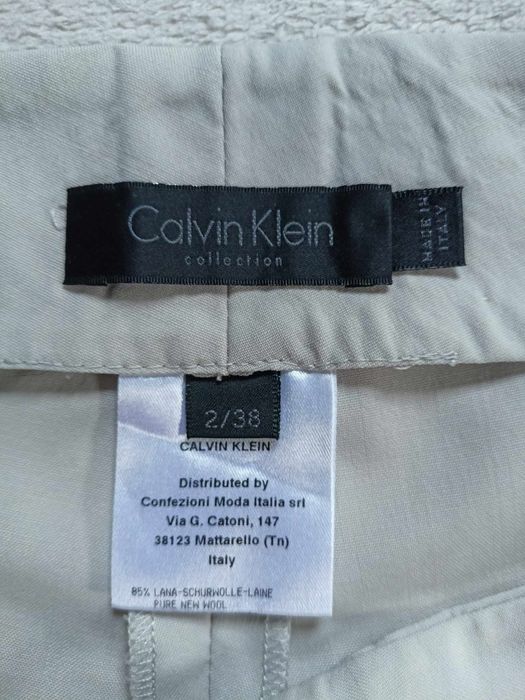 Calvin Klein
collection
MADE IN
ITALY
2/38
CALVIN KLEIN
Distributed by
Confezioni Moda Italia srl
Via G. Catoni, 147
38123 Mattarello (Tn)
Italy
85% LANA-SCHURWOLLE-LAINE
PURE NEW WOOL